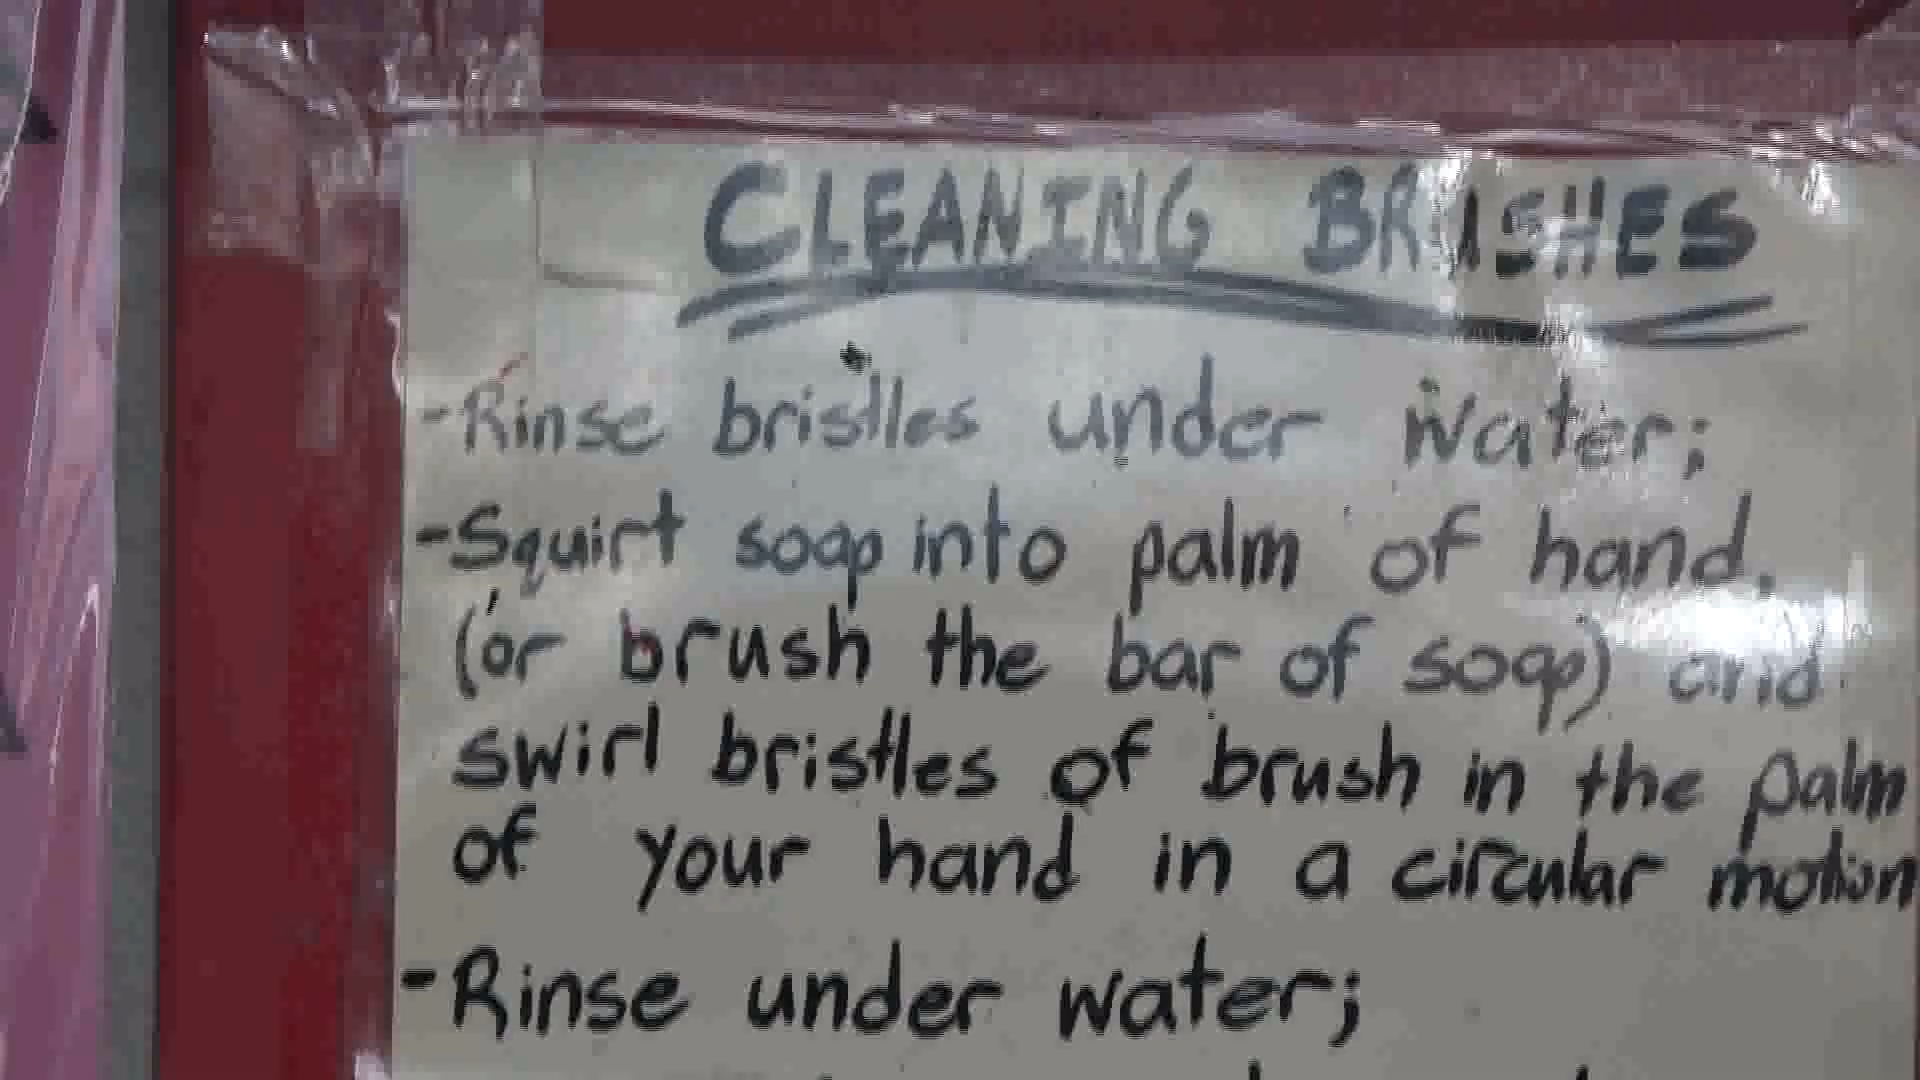 CLEANING BRUSHES
-Rinse bristles under water;
-Squirt soap into palm of hand.
(or brush the bar of soap) and
swirl bristles of brush in the palm
of your hand in a circular motion
-Rinse under water;